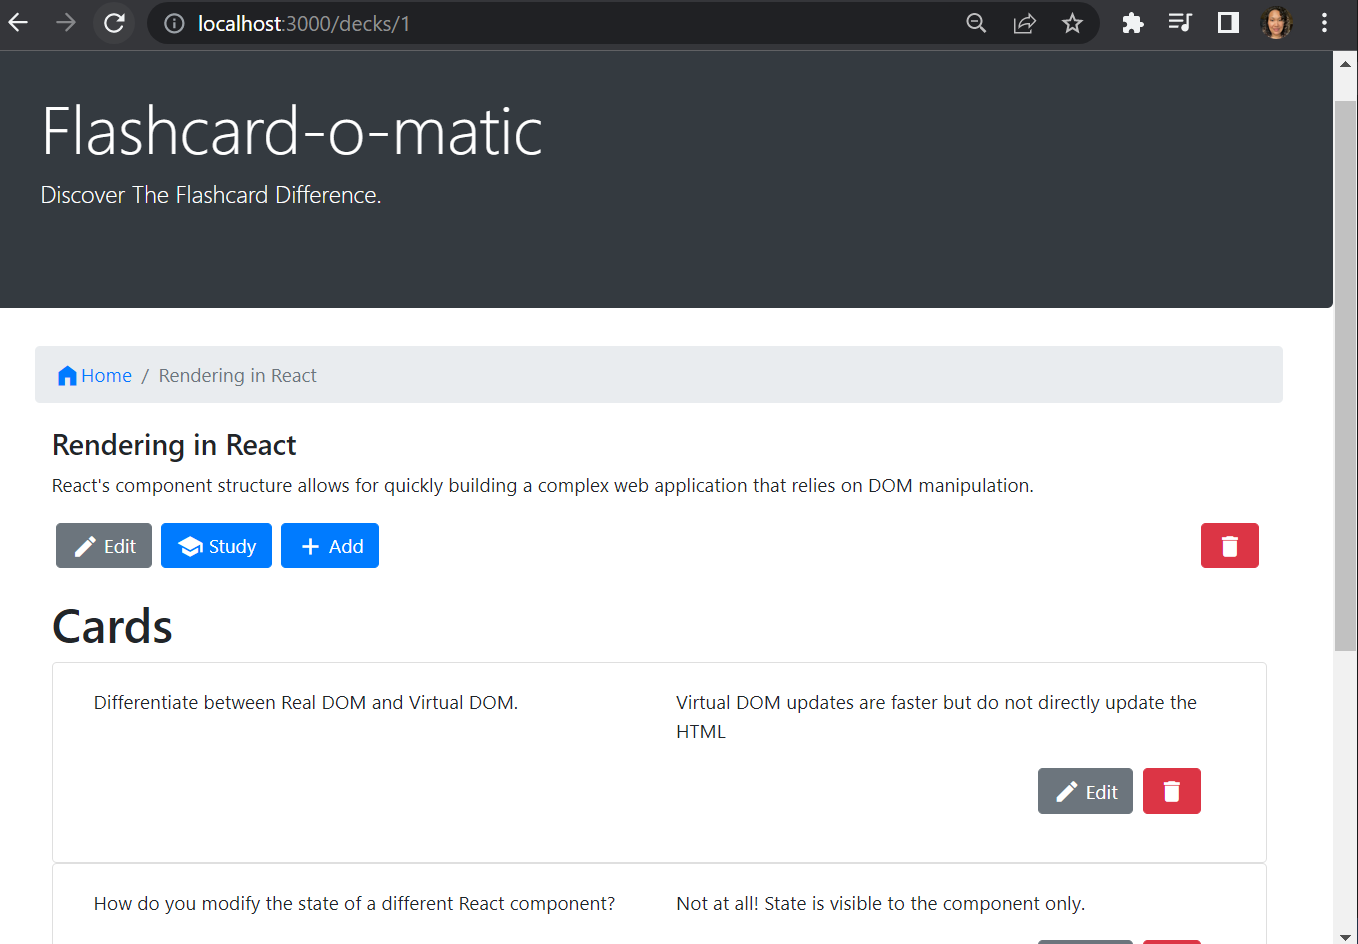 localhost:3000/decks/1
Flashcard-o-matic
Discover The Flashcard Difference.
Home / Rendering in React
Rendering in React
React's component structure allows for quickly building a complex web application that relies on DOM manipulation.
Edit Study Add
Cards
Differentiate between Real DOM and Virtual DOM.
Virtual DOM updates are faster but do not directly update the
HTML
Edit
How do you modify the state of a different React component?
Not at all! State is visible to the component only.